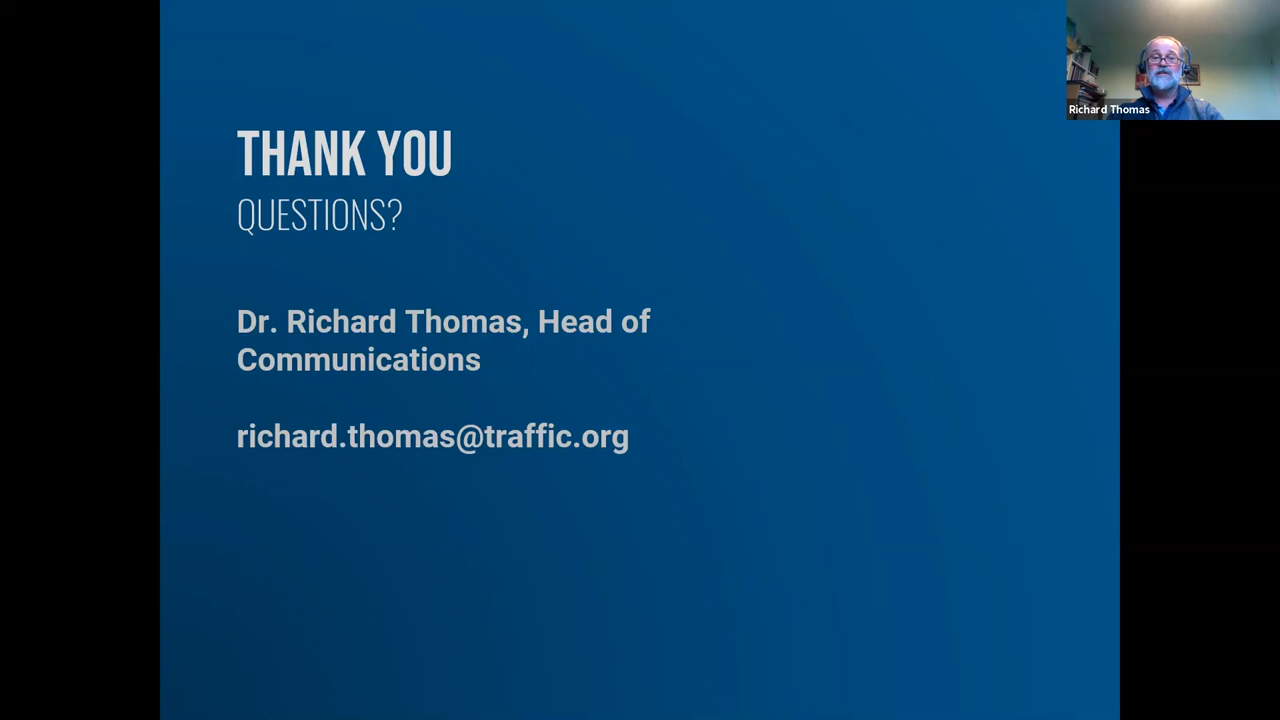 THANK YOU
QUESTIONS?
Dr. Richard Thomas, Head of
Communications
richard.thomas@traffic.org
Richard Thomas